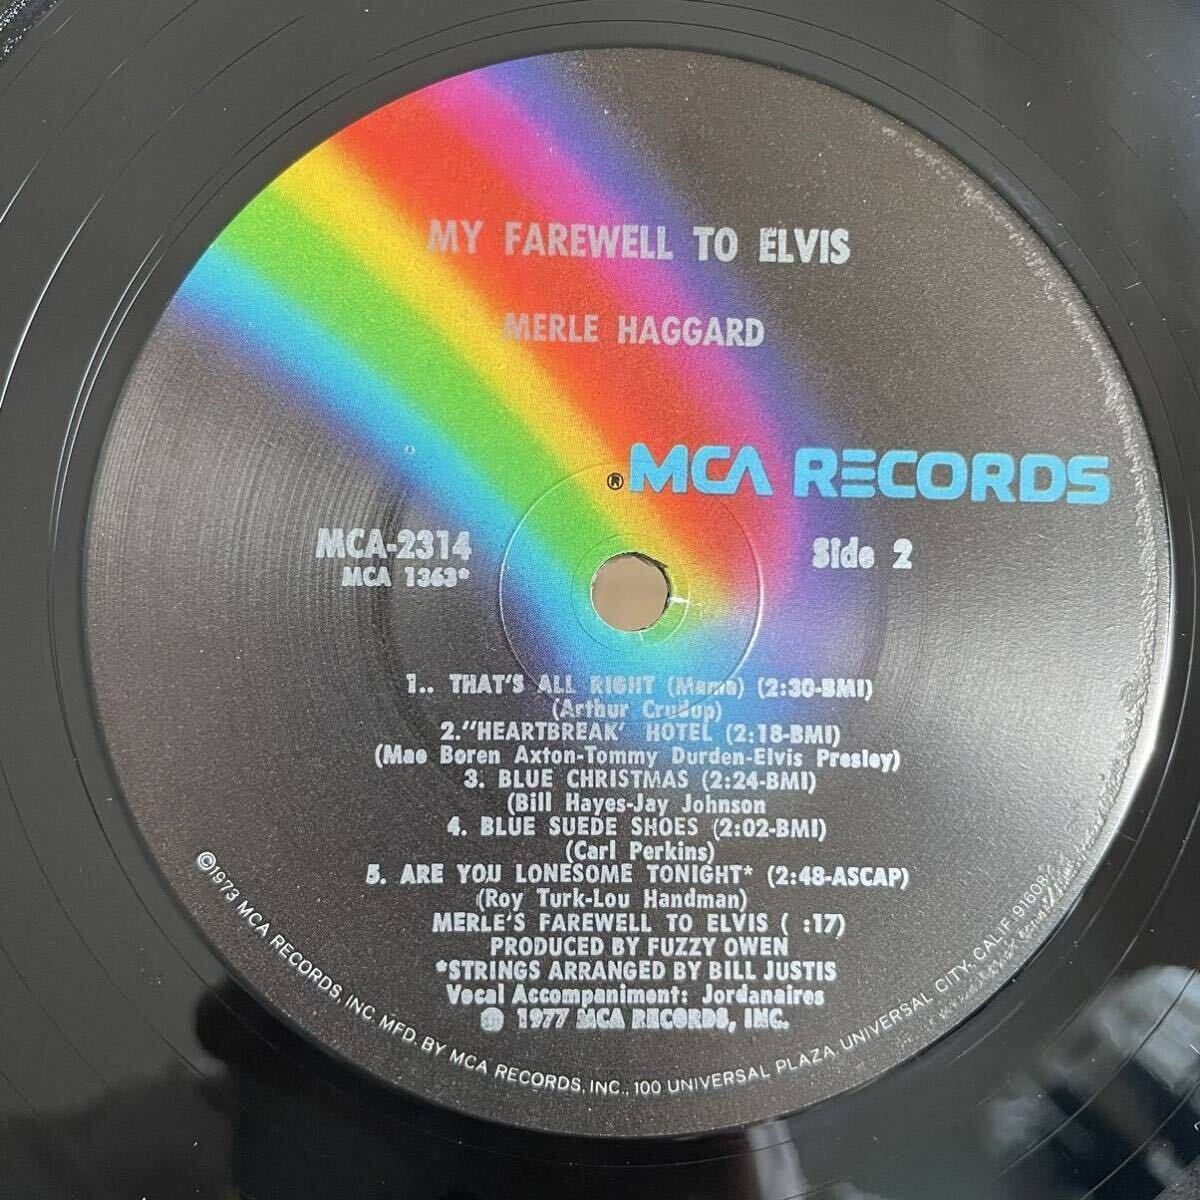 MY FAREWELL TO ELVIS
MERLE HAGGARD
® MCA RECORDS
MCA-2314
MCA 1363*
Side 2
1.. THAT'S ALL RIGHT (Mama) (2:30-BMI)
(Arthur Crudup)
2."HEARTBREAK' HOTEL (2:18-BMI)
(Mae Boren Axton-Tommy Durden-Elvis Presley)
3. BLUE CHRISTMAS (2:24-BMI)
(Bill Hayes-Jay Johnson
4. BLUE SUEDE SHOES (2:02-BMI)
(Carl Perkins)
5. ARE YOU LONESOME TONIGHT* (2:48-ASCAP)
(Roy Turk-Lou Handman)
MERLE'S FAREWELL TO ELVIS ( :17)
PRODUCED BY FUZZY OWEN
*STRINGS ARRANGED BY BILL JUSTIS
Vocal Accompaniment: Jordanaires
℗ 1977 MCA RECORDS, INC.
©1973 MCA RECORDS, INC. MFD. BY MCA RECORDS, INC., 100 UNIVERSAL PLAZA, UNIVERSAL CITY, CALIF. 91608